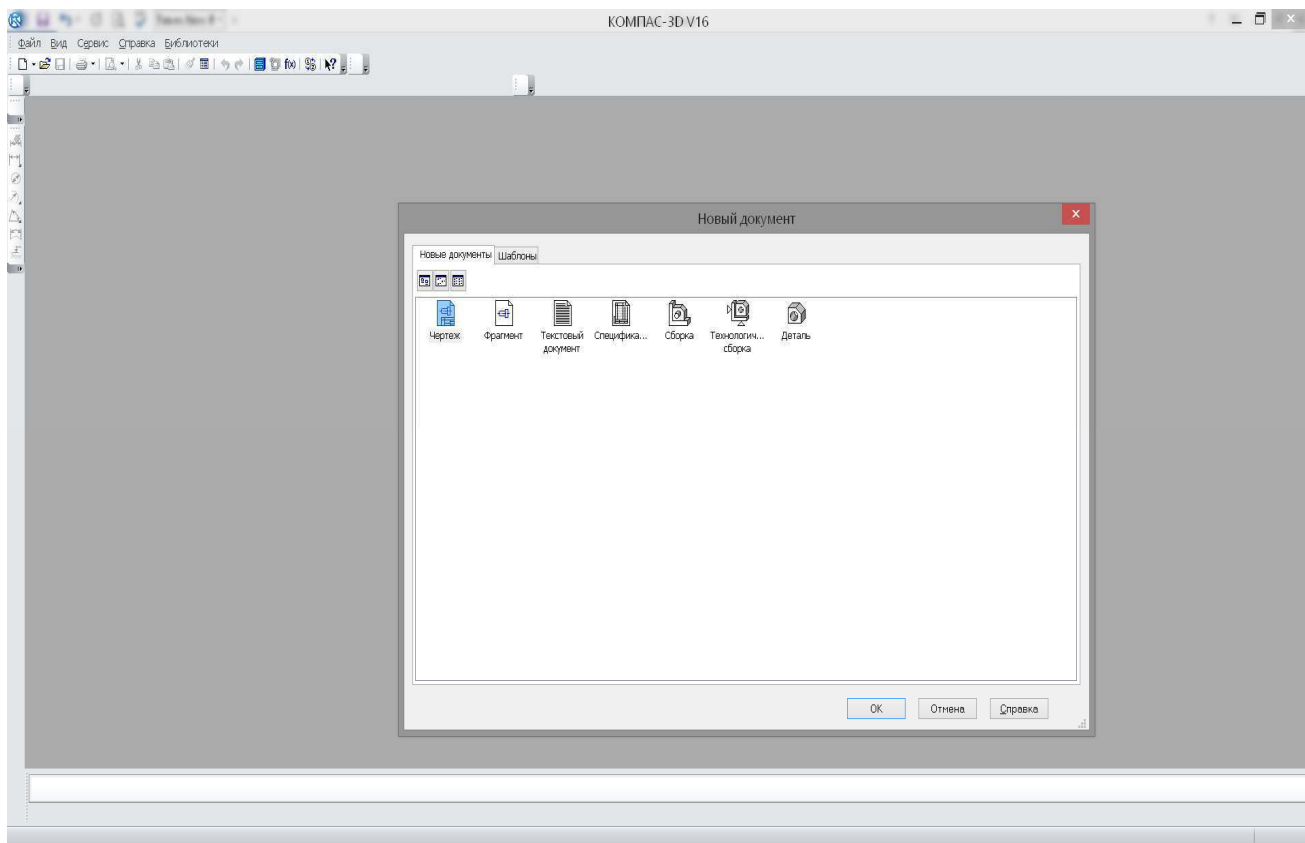 КОМПАС-3D V16
Файл Вид Сервис Справка Библиотеки
f(x)
Новый документ
Новые документы Шаблоны
Чертеж Фрагмент Текстовый документ Специфика... Сборка Технологич... сборка Деталь
OK Отмена Справка